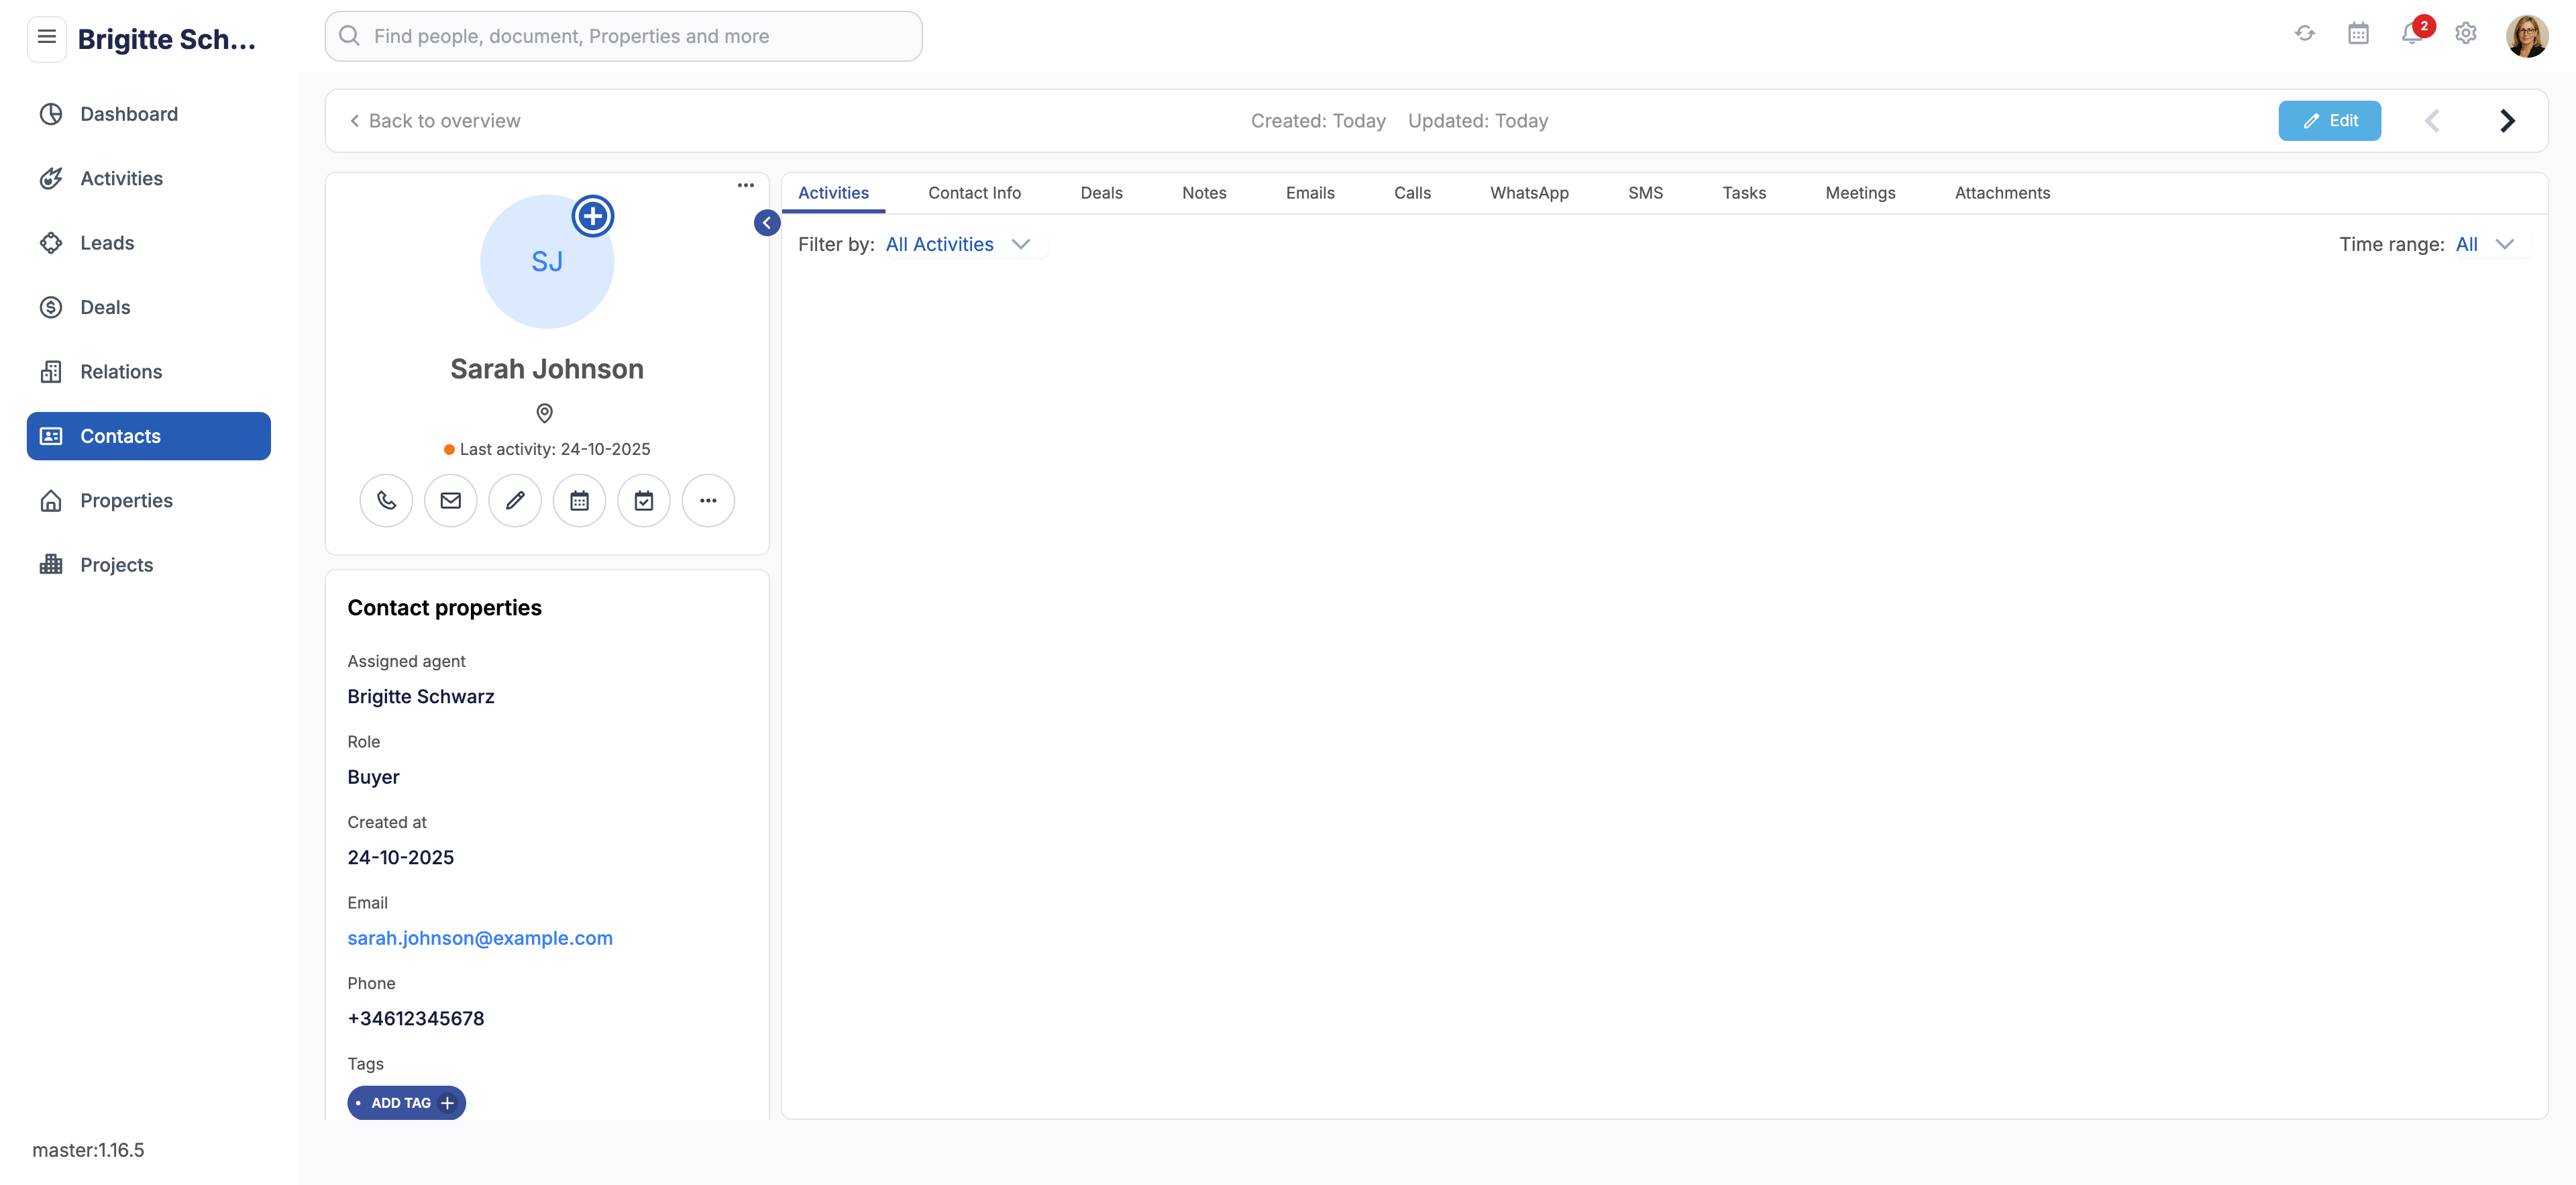 Brigitte Sch...
Find people, document, Properties and more
2
Dashboard
Activities
Leads
Deals
Relations
Contacts
Properties
Projects
master:1.16.5
Back to overview
Created: Today Updated: Today
Edit
SJ
Sarah Johnson
Last activity: 24-10-2025
Contact properties
Assigned agent
Brigitte Schwarz
Role
Buyer
Created at
24-10-2025
Email
sarah.johnson@example.com
Phone
+34612345678
Tags
ADD TAG
Activities Contact Info Deals Notes Emails Calls WhatsApp SMS Tasks Meetings Attachments
Filter by: All Activities
Time range: All